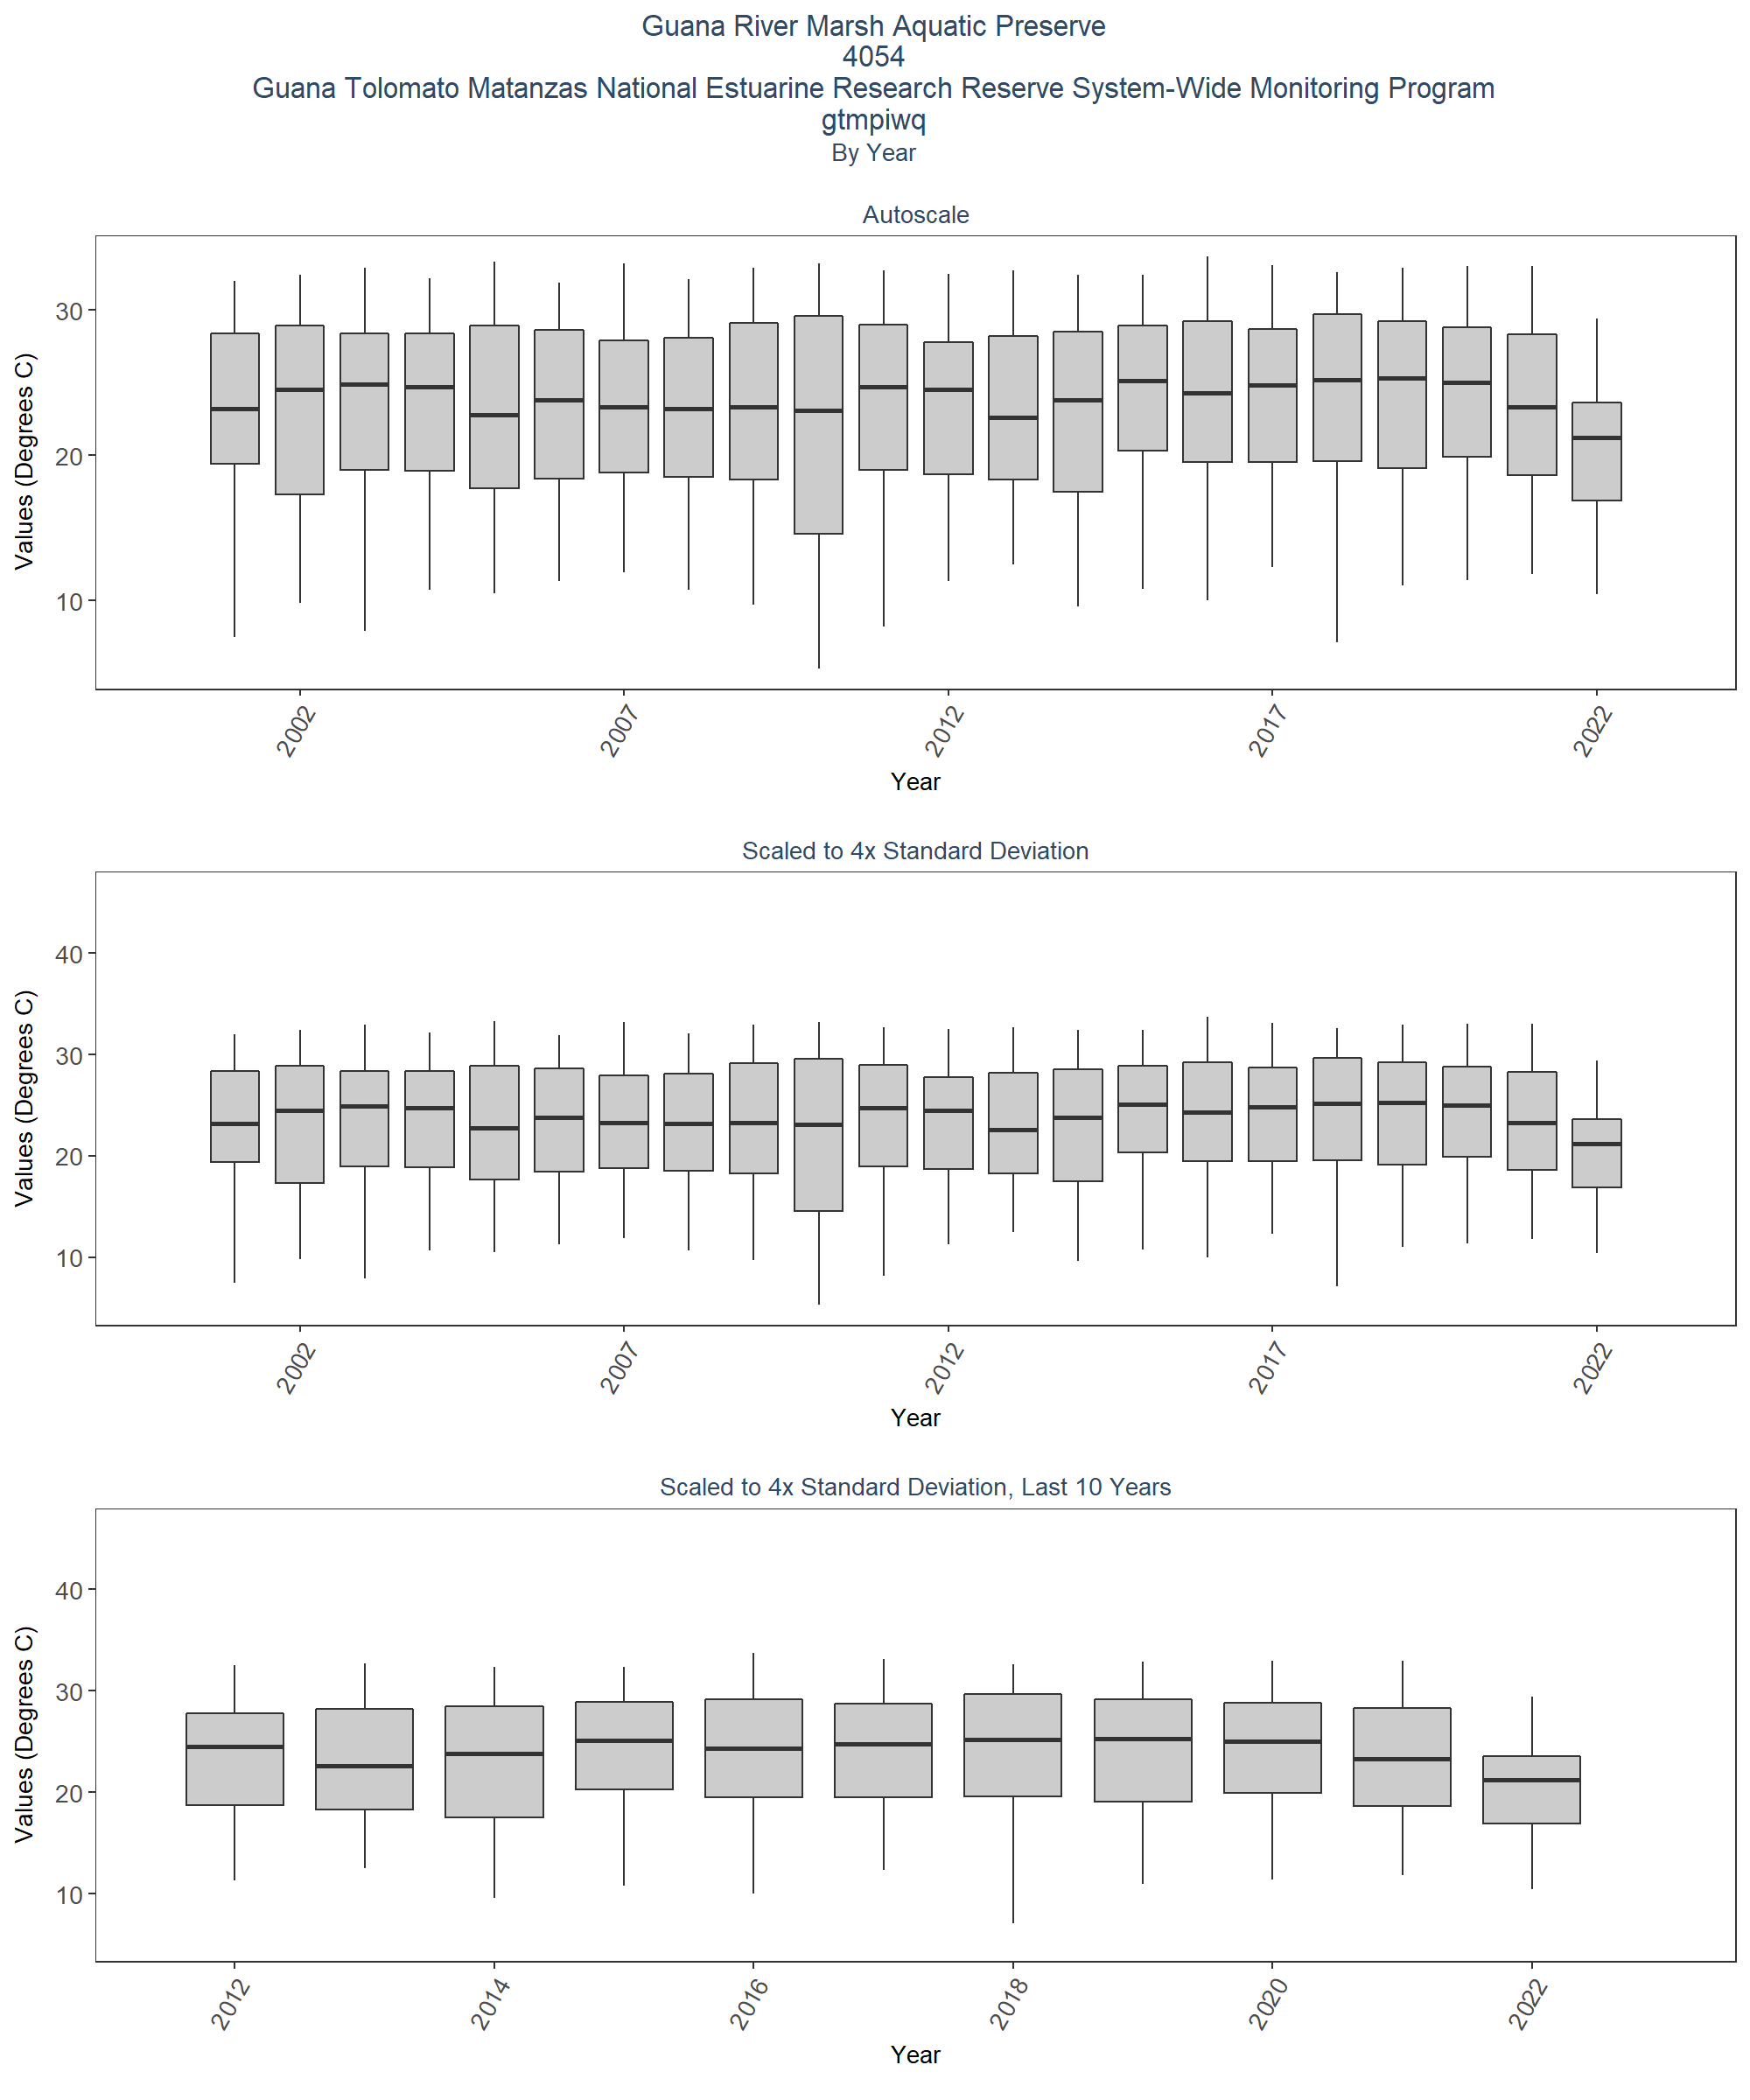 Guana River Marsh Aquatic Preserve
4054
Guana Tolomato Matanzas National Estuarine Research Reserve System-Wide Monitoring Program
gtmpiwq
By Year
Autoscale
Values (Degrees C)
30
20
10
2002 2007 2012 2017 2022
Year
Scaled to 4x Standard Deviation
Values (Degrees C)
40
30
20
10
2002 2007 2012 2017 2022
Year
Scaled to 4x Standard Deviation, Last 10 Years
Values (Degrees C)
40
30
20
10
2012 2014 2016 2018 2020 2022
Year